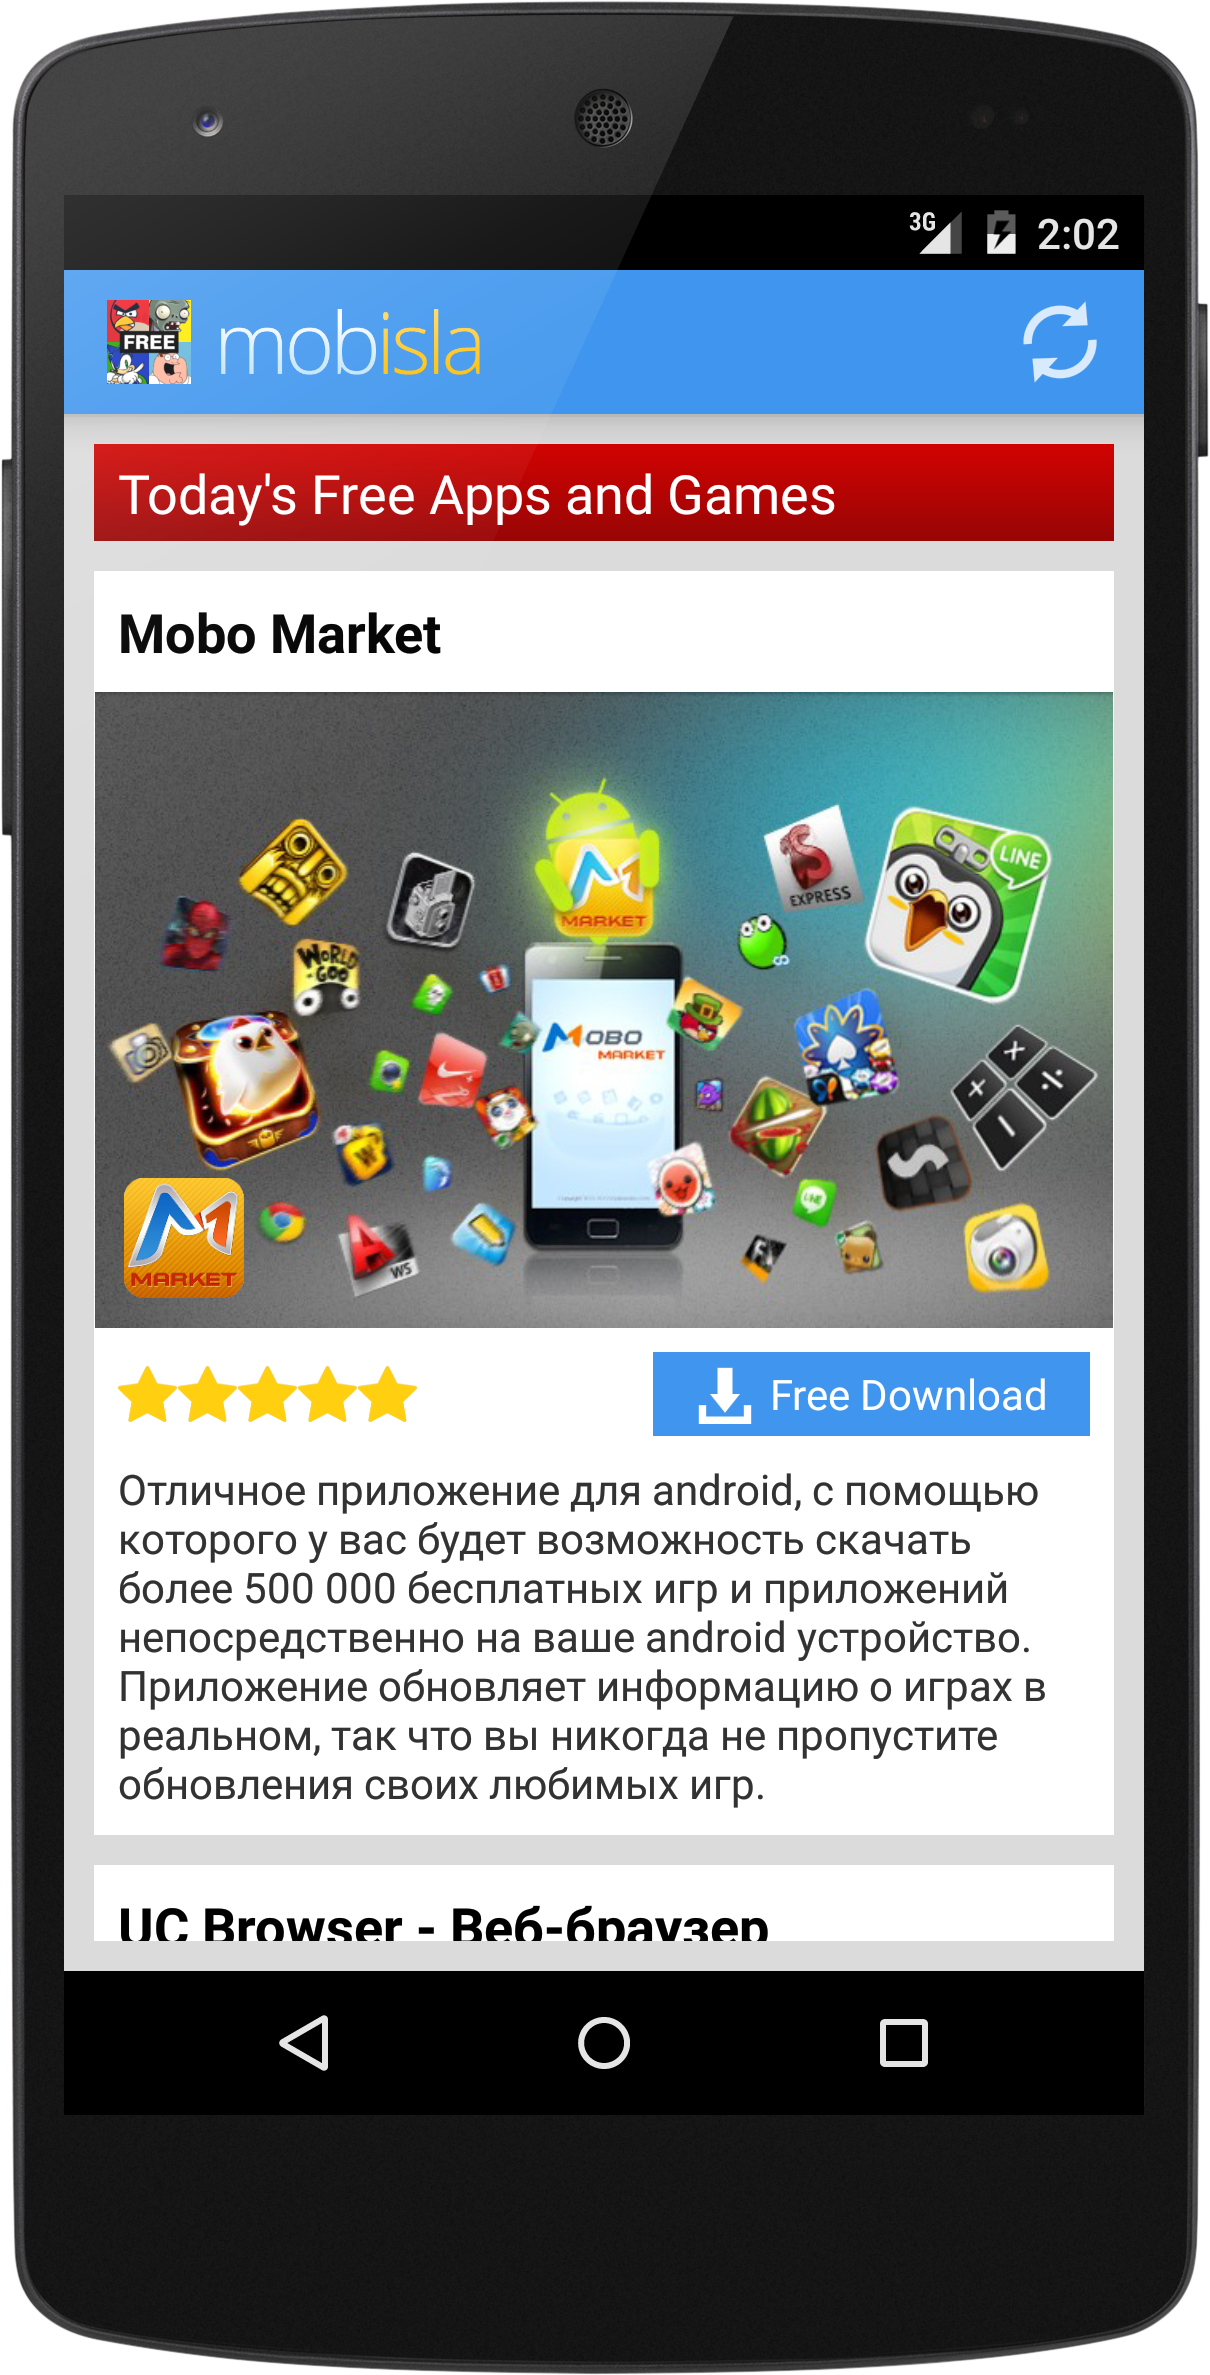 3G 2:02
FREE mobisla
Today's Free Apps and Games
Mobo Market
MARKET
LINE
S EXPRESS
WORLD
GOO
MOBO
MARKET
W
A WS
MARKET
Free Download
Отличное приложение для android, с помощью
которого у вас будет возможность скачать
более 500 000 бесплатных игр и приложений
непосредственно на ваше android устройство.
Приложение обновляет информацию о играх в
реальном, так что вы никогда не пропустите
обновления своих любимых игр.
UC Browser - Веб-браузер